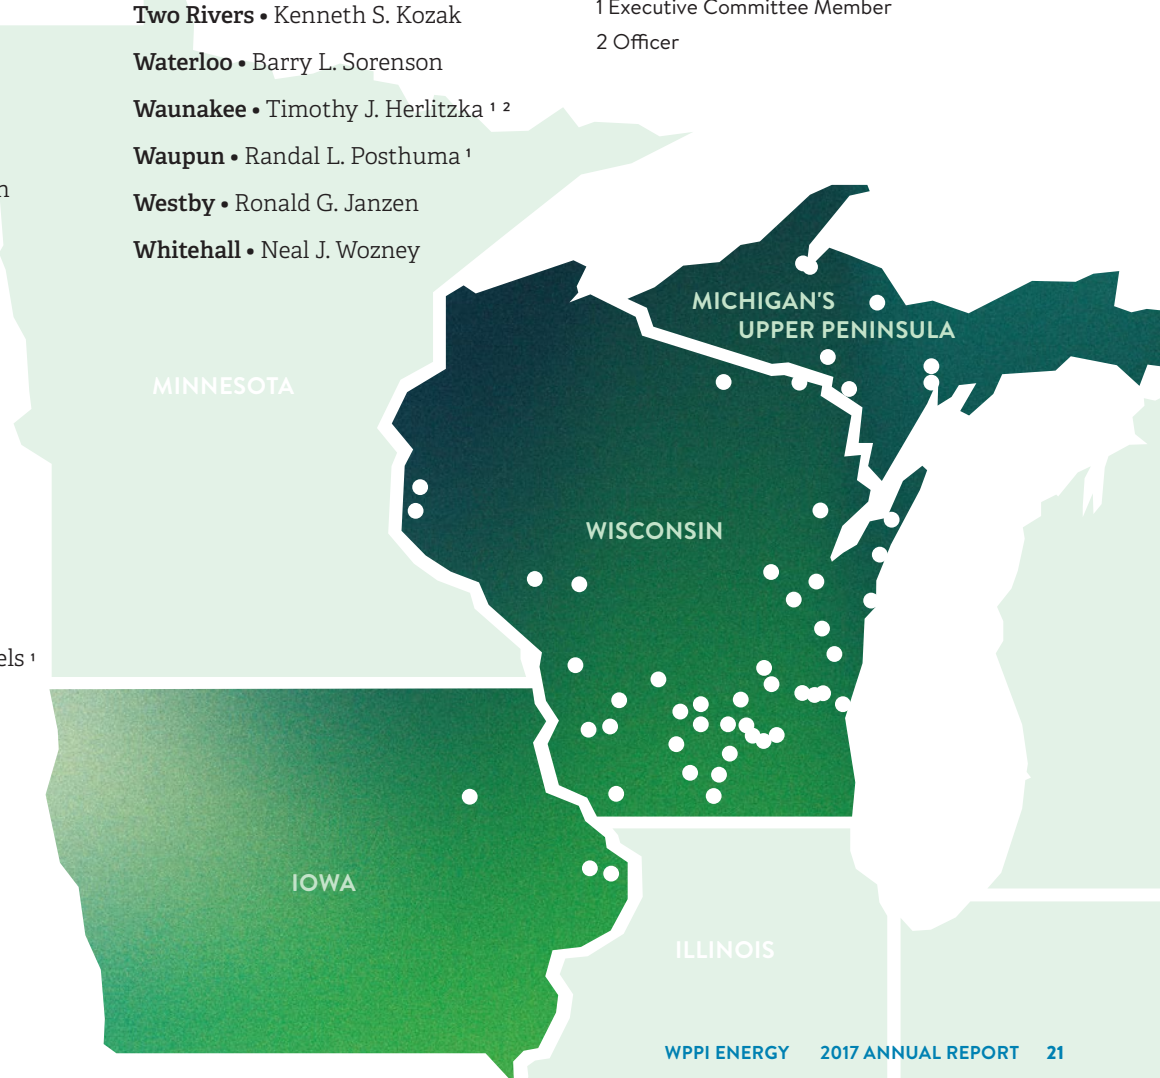 Two Rivers • Kenneth S. Kozak
Waterloo • Barry L. Sorenson
Waunakee • Timothy J. Herlitzka ¹ ²
Waupun • Randal L. Posthuma ¹
Westby • Ronald G. Janzen
Whitehall • Neal J. Wozney
1 Executive Committee Member
2 Officer
MICHIGAN'S
UPPER PENINSULA
MINNESOTA
WISCONSIN
els ¹
IOWA
ILLINOIS
WPPI ENERGY 2017 ANNUAL REPORT 21